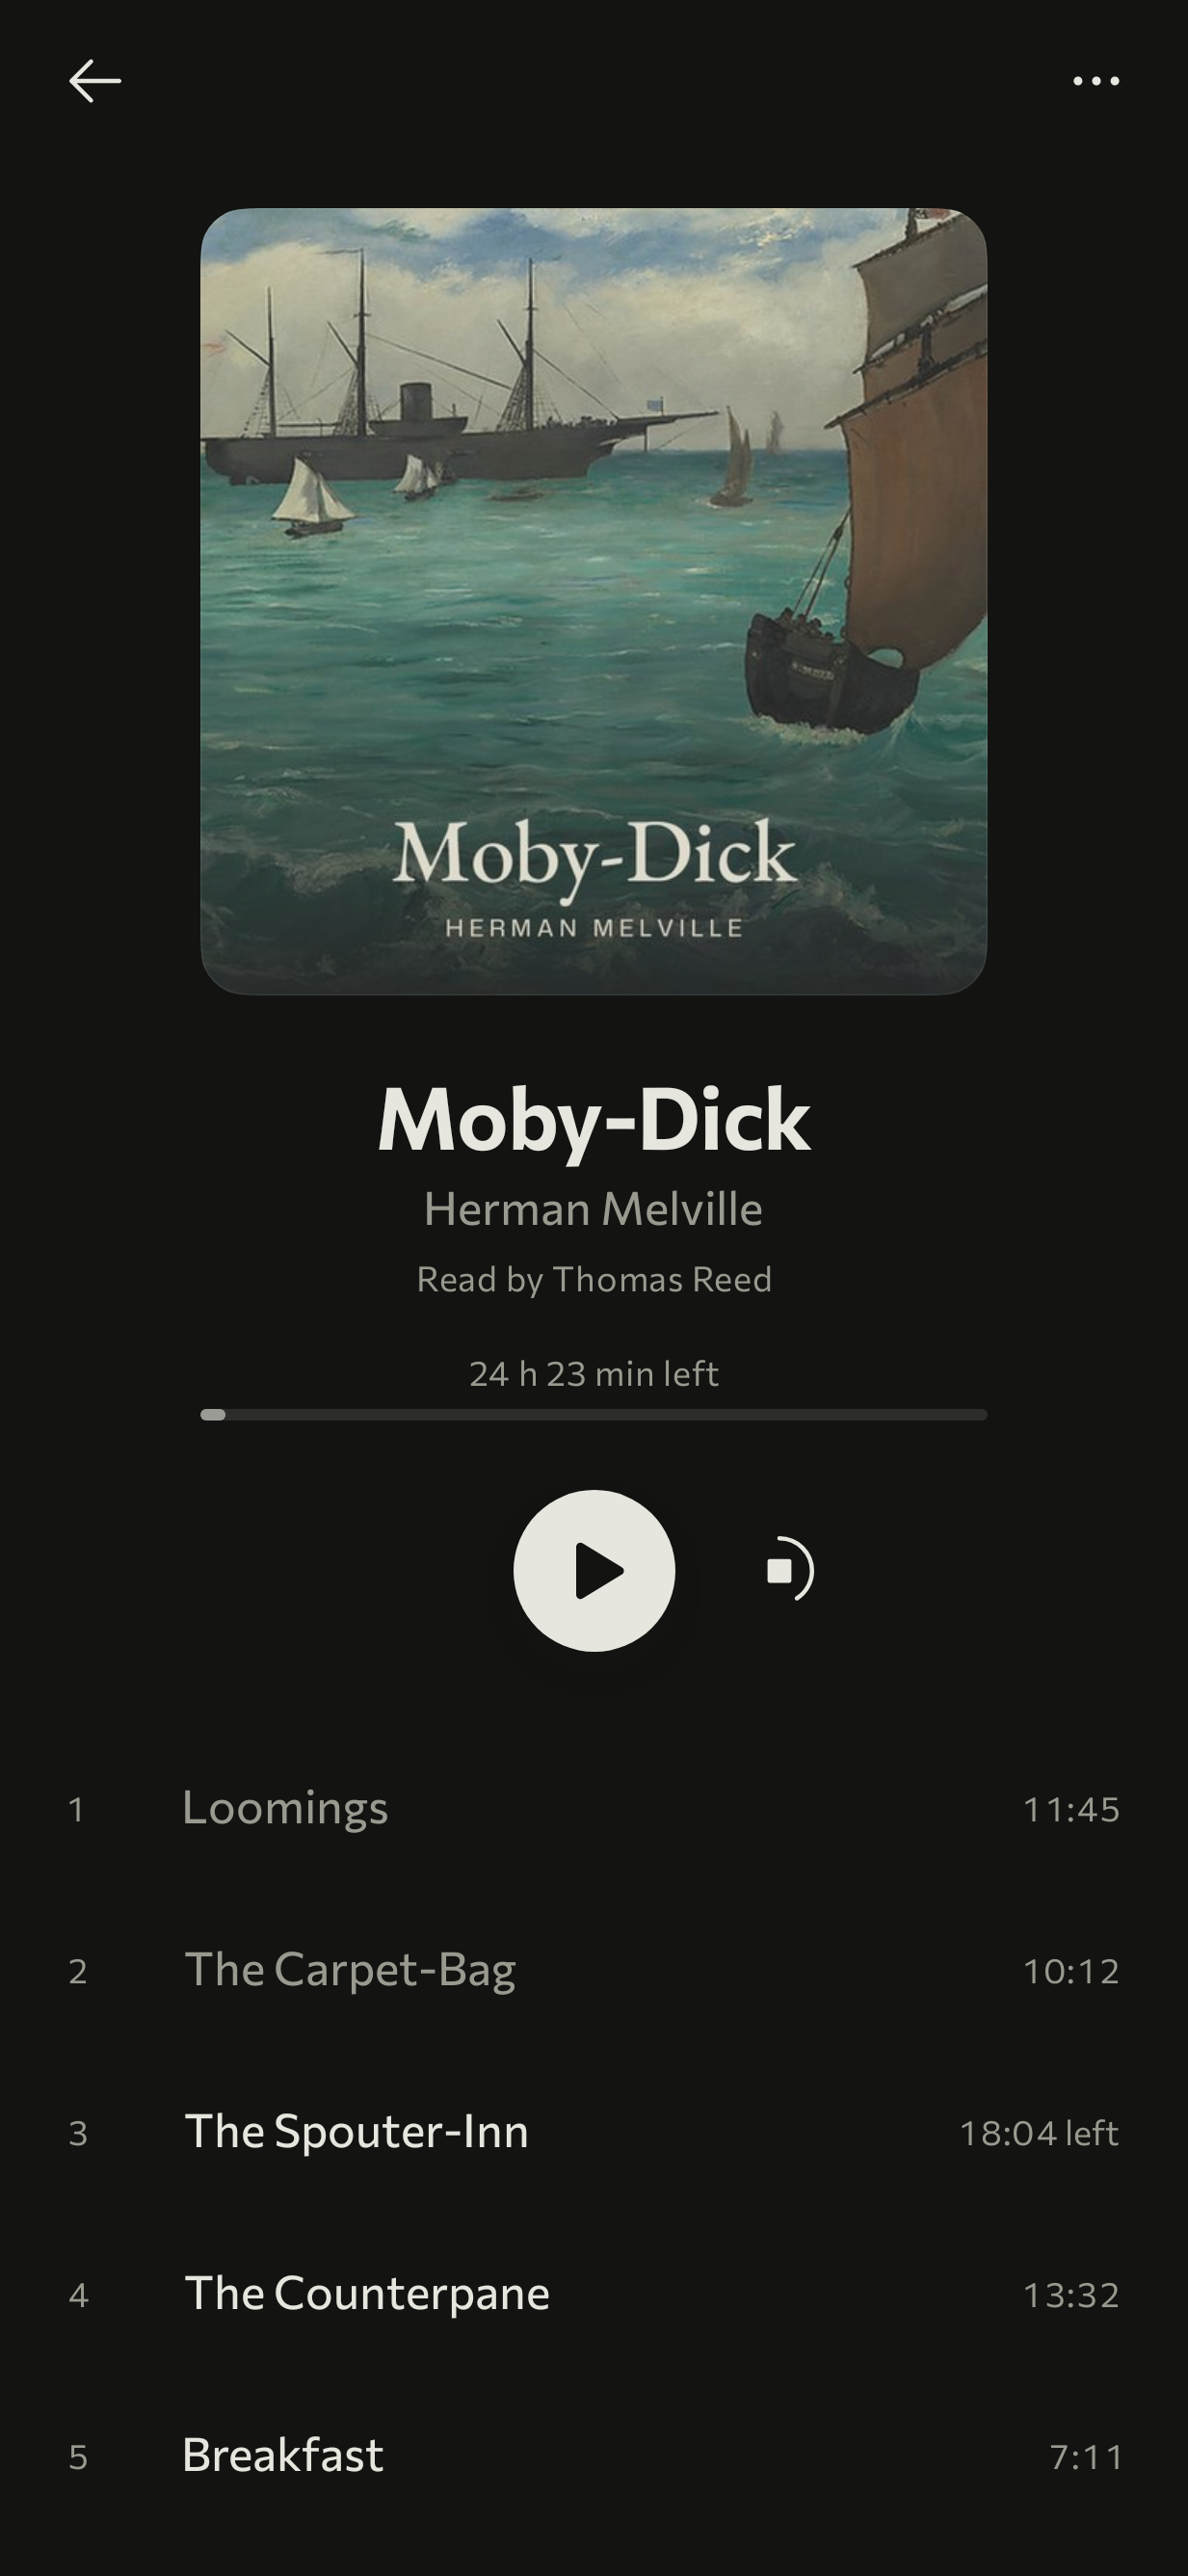 Moby-Dick
HERMAN MELVILLE
Moby-Dick
Herman Melville
Read by Thomas Reed
24 h 23 min left
1 Loomings 11:45
2 The Carpet-Bag 10:12
3 The Spouter-Inn 18:04 left
4 The Counterpane 13:32
5 Breakfast 7:11